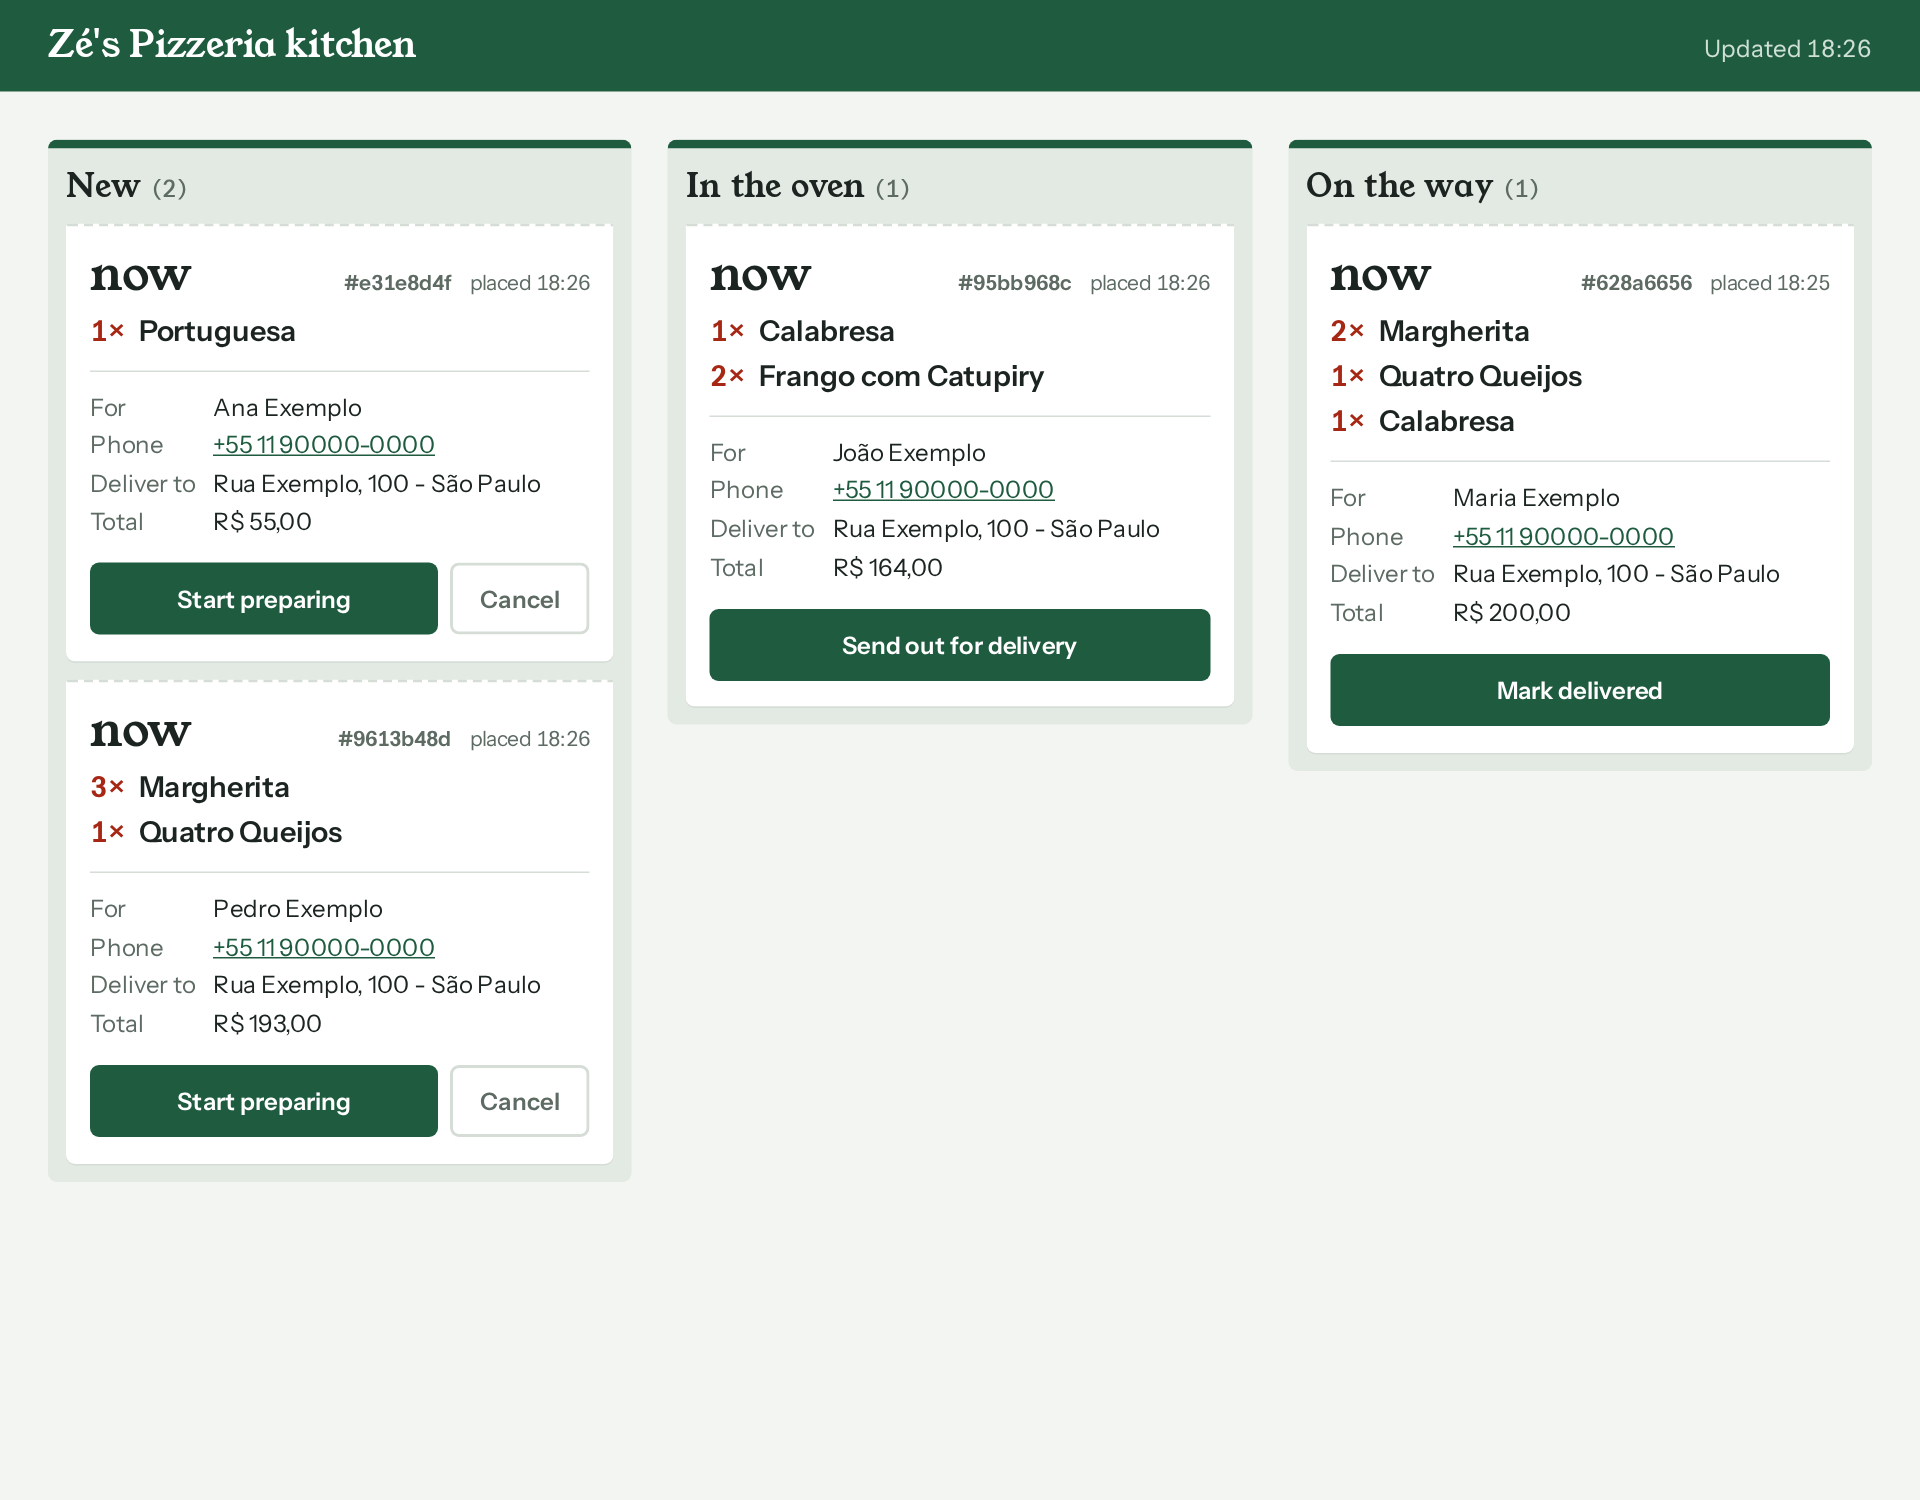 Zé's Pizzeria kitchen
Updated 18:26
New (2)
now #e31e8d4f placed 18:26
1× Portuguesa
For Ana Exemplo
Phone +55 11 90000-0000
Deliver to Rua Exemplo, 100 - São Paulo
Total R$ 55,00
Start preparing Cancel
now #9613b48d placed 18:26
3× Margherita
1× Quatro Queijos
For Pedro Exemplo
Phone +55 11 90000-0000
Deliver to Rua Exemplo, 100 - São Paulo
Total R$ 193,00
Start preparing Cancel
In the oven (1)
now #95bb968c placed 18:26
1× Calabresa
2× Frango com Catupiry
For João Exemplo
Phone +55 11 90000-0000
Deliver to Rua Exemplo, 100 - São Paulo
Total R$ 164,00
Send out for delivery
On the way (1)
now #628a6656 placed 18:25
2× Margherita
1× Quatro Queijos
1× Calabresa
For Maria Exemplo
Phone +55 11 90000-0000
Deliver to Rua Exemplo, 100 - São Paulo
Total R$ 200,00
Mark delivered